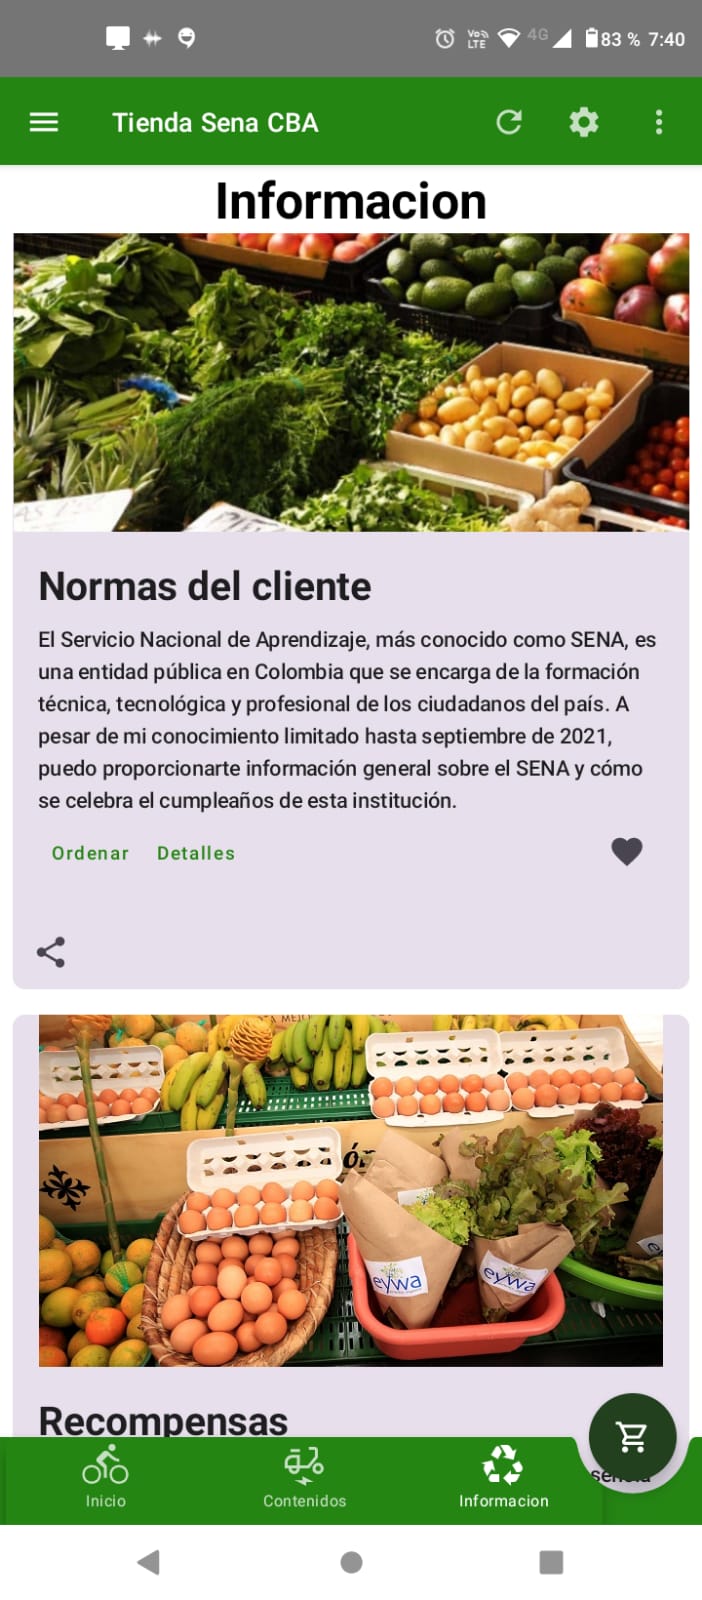 Vo))
LTE
4G
83 % 7:40
Tienda Sena CBA
Informacion
Normas del cliente
El Servicio Nacional de Aprendizaje, más conocido como SENA, es
una entidad pública en Colombia que se encarga de la formación
técnica, tecnológica y profesional de los ciudadanos del país. A
pesar de mi conocimiento limitado hasta septiembre de 2021,
puedo proporcionarte información general sobre el SENA y cómo
se celebra el cumpleaños de esta institución.
Ordenar Detalles
eywa
eywa
Recompensas
Inicio
Contenidos
Informacion